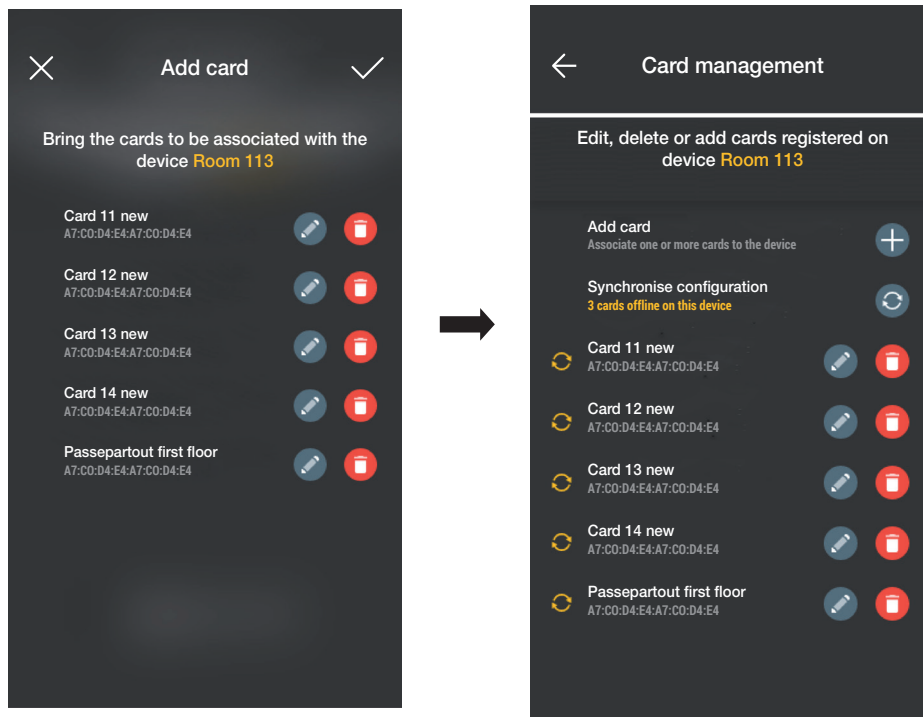 Add card
Bring the cards to be associated with the
device Room 113
Card 11 new
A7:C0:D4:E4:A7:C0:D4:E4
Card 12 new
A7:C0:D4:E4:A7:C0:D4:E4
Card 13 new
A7:C0:D4:E4:A7:C0:D4:E4
Card 14 new
A7:C0:D4:E4:A7:C0:D4:E4
Passepartout first floor
A7:C0:D4:E4:A7:C0:D4:E4
Card management
Edit, delete or add cards registered on
device Room 113
Add card
Associate one or more cards to the device
Synchronise configuration
3 cards offline on this device
Card 11 new
A7:C0:D4:E4:A7:C0:D4:E4
Card 12 new
A7:C0:D4:E4:A7:C0:D4:E4
Card 13 new
A7:C0:D4:E4:A7:C0:D4:E4
Card 14 new
A7:C0:D4:E4:A7:C0:D4:E4
Passepartout first floor
A7:C0:D4:E4:A7:C0:D4:E4